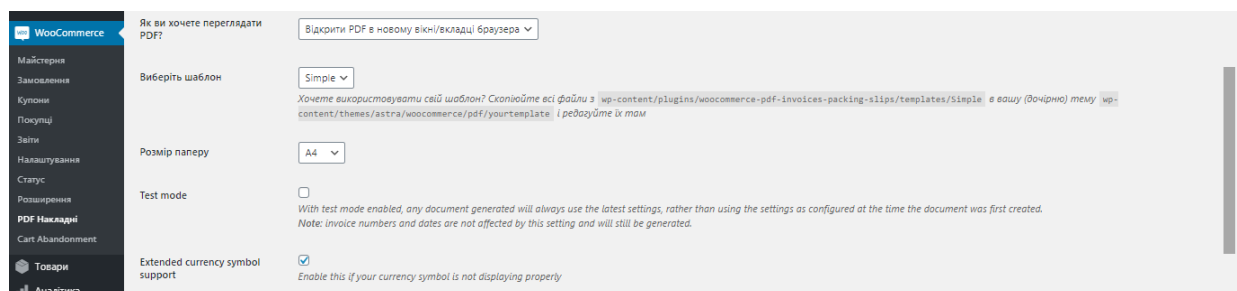 WooCommerce
Майстерня
Замовлення
Купони
Покупці
Звіти
Налаштування
Статус
Розширення
PDF Накладні
Cart Abandonment
Товари
Аналітика
Як ви хочете переглядати
PDF?
Відкрити PDF в новому вікні/вкладці браузера
Виберіть шаблон
Simple
Хочете використовувати свій шаблон? Скопіюйте всі файли з wp-content/plugins/woocommerce-pdf-invoices-packing-slips/templates/Simple в вашу (дочірню) тему wp-
content/themes/astra/woocommerce/pdf/yourtemplate і редагуйте їх там
Розмір паперу
A4
Test mode
With test mode enabled, any document generated will always use the latest settings, rather than using the settings as configured at the time the document was first created.
Note: invoice numbers and dates are not affected by this setting and will still be generated.
Extended currency symbol
support
Enable this if your currency symbol is not displaying properly